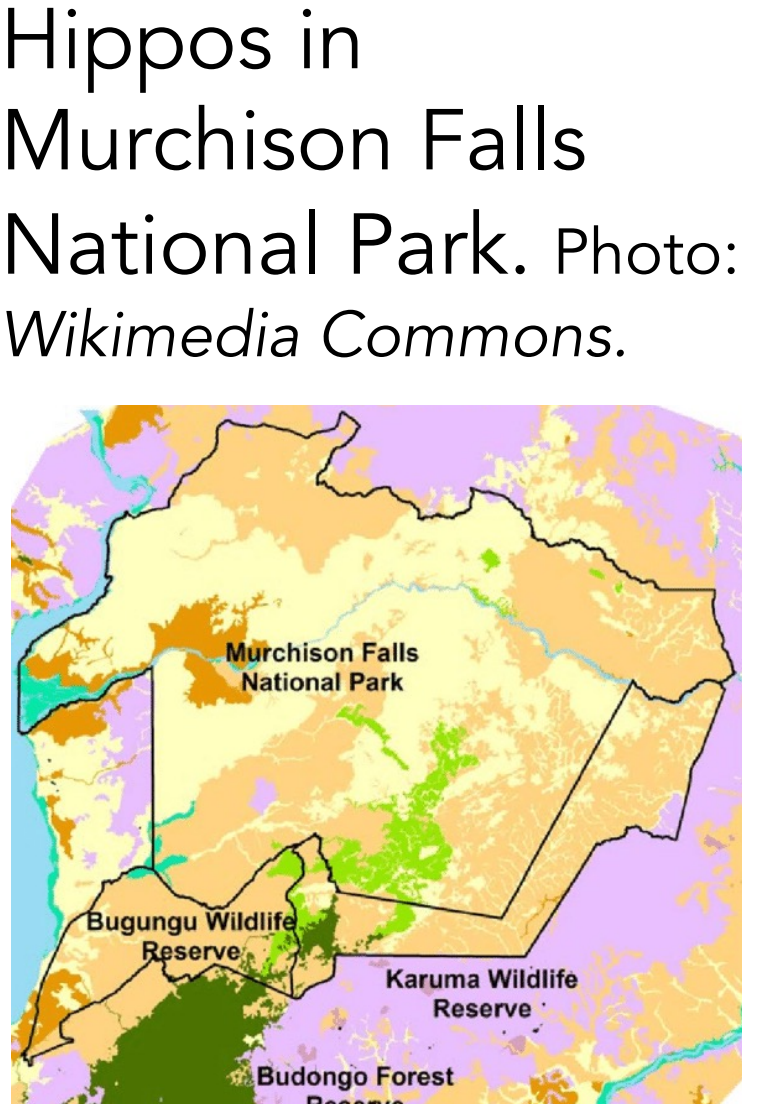 Hippos in
Murchison Falls
National Park. Photo:
Wikimedia Commons.
Murchison Falls
National Park
Bugungu Wildlife
Reserve
Karuma Wildlife
Reserve
Budongo Forest
Reserve